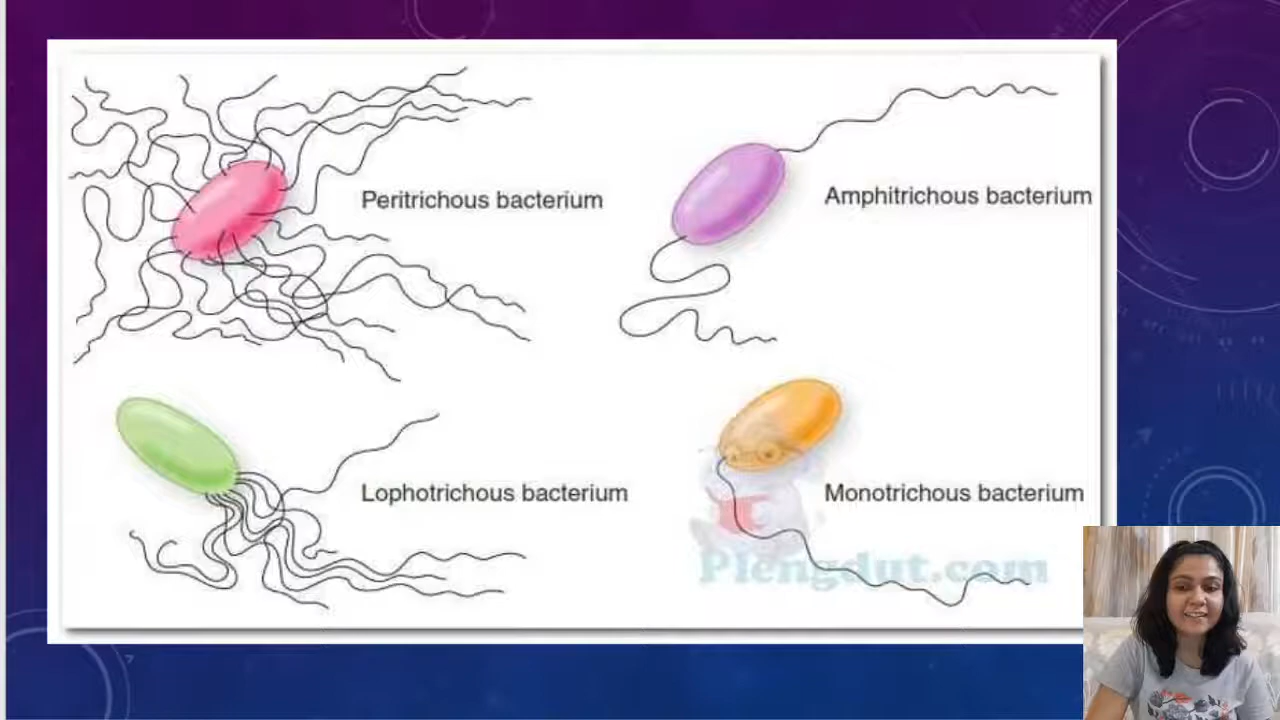 Peritrichous bacterium
Amphitrichous bacterium
Lophotrichous bacterium
Monotrichous bacterium
Plengdut.com